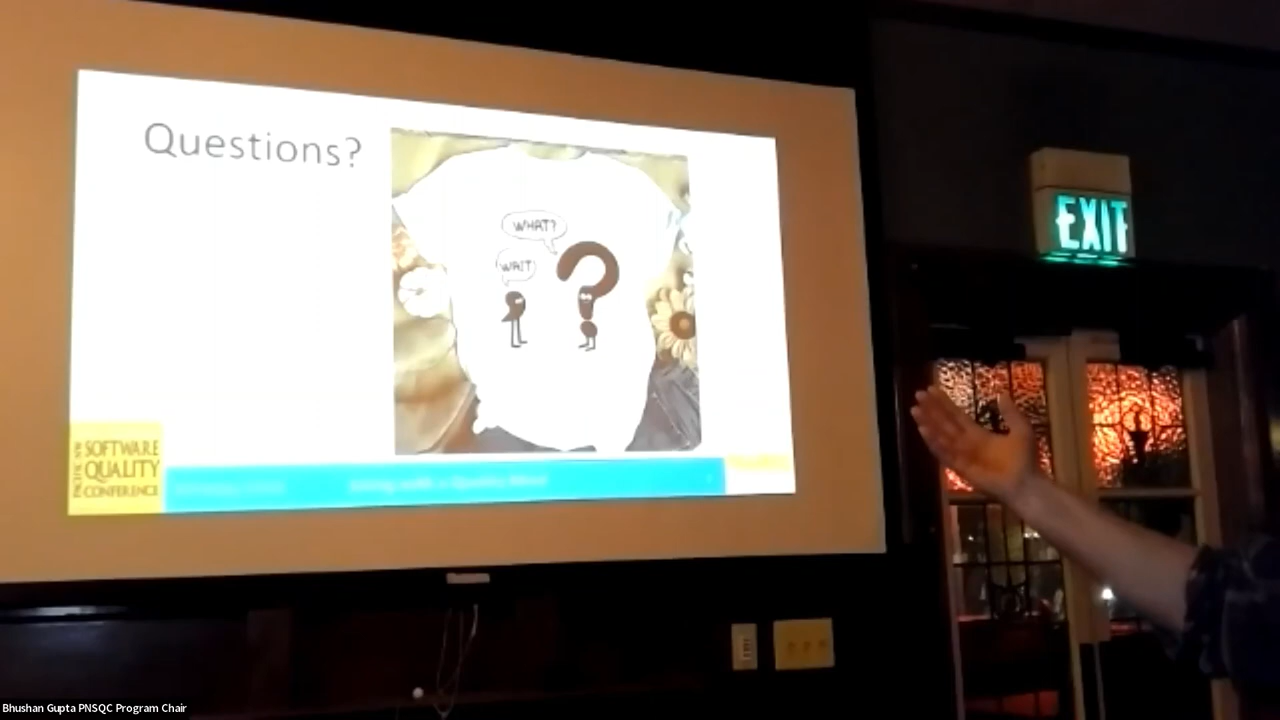 Questions?
WHAT?
WAIT
PACIFIC NW
SOFTWARE
QUALITY
CONFERENCE
EXIT
Bhushan Gupta PNSQC Program Chair